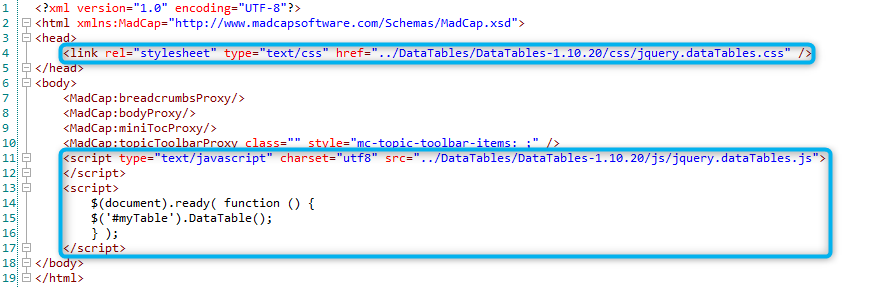 1 <?xml version="1.0" encoding="UTF-8"?>
2 <html xmlns:MadCap="http://www.madcapsoftware.com/Schemas/MadCap.xsd">
3 <head>
4 <link rel="stylesheet" type="text/css" href="../DataTables/DataTables-1.10.20/css/jquery.dataTables.css" />
5 </head>
6 <body>
7 <MadCap:breadcrumbsProxy/>
8 <MadCap:bodyProxy/>
9 <MadCap:miniTocProxy/>
10 <MadCap:topicToolbarProxy class="" style="mc-topic-toolbar-items: ;" />
11 <script type="text/javascript" charset="utf8" src="../DataTables/DataTables-1.10.20/js/jquery.dataTables.js">
12 </script>
13 <script>
14 $(document).ready( function () {
15 $('#myTable').DataTable();
16 } );
17 </script>
18 </body>
19 </html>